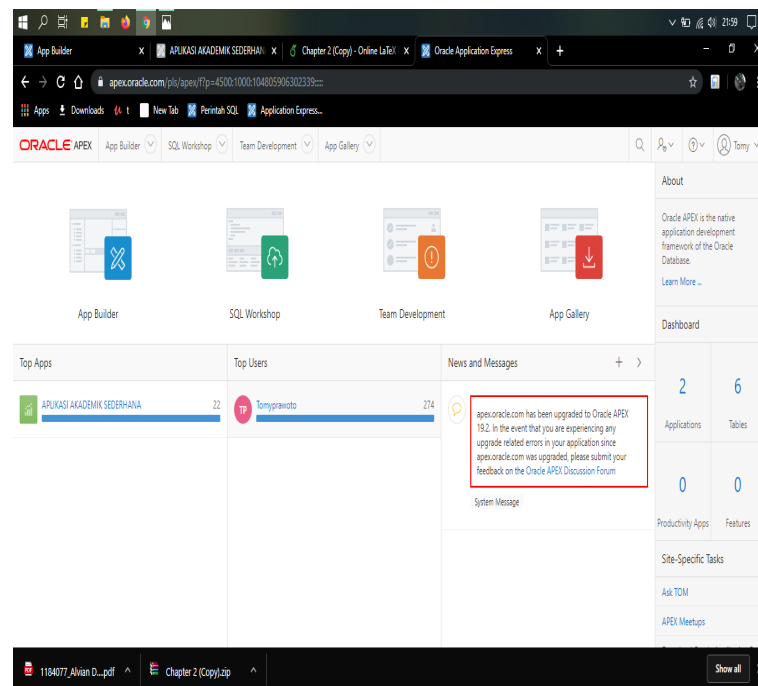 21:59
App Builder
APLIKASI AKADEMIK SEDERHAN
Chapter 2 (Copy) - Online LaTeX
Oracle Application Express
apex.oracle.com/pls/apex/f?p=4500:1000:104805906302339:::::
Apps
Downloads
t
New Tab
Perintah SQL
Application Express...
ORACLE APEX
App Builder
SQL Workshop
Team Development
App Gallery
Tomy
App Builder
SQL Workshop
Team Development
App Gallery
Top Apps
APLIKASI AKADEMIK SEDERHANA 22
Top Users
TP Tomyprawoto 274
News and Messages
apex.oracle.com has been upgraded to Oracle APEX
19.2. In the event that you are experiencing any
upgrade related errors in your application since
apex.oracle.com was upgraded, please submit your
feedback on the Oracle APEX Discussion Forum
System Message
About
Oracle APEX is the native
application development
framework of the Oracle
Database.
Learn More ...
Dashboard
2
Applications
6
Tables
0
Productivity Apps
0
Features
Site-Specific Tasks
Ask TOM
APEX Meetups
1184077_Alvian D....pdf
Chapter 2 (Copy).zip
Show all